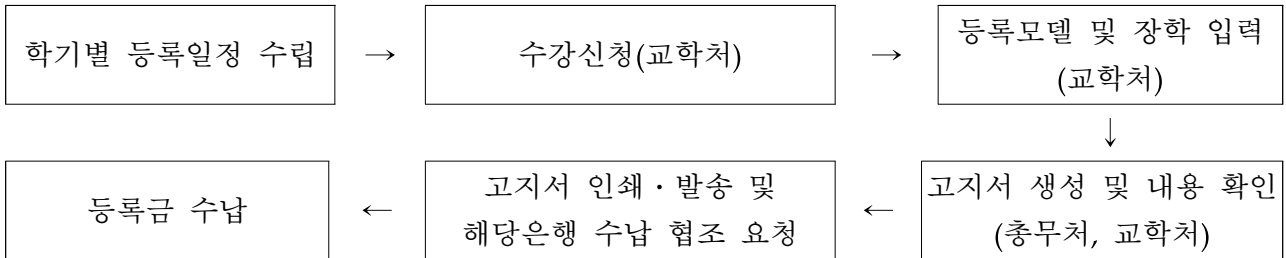 학기별 등록일정 수립
→
수강신청(교학처)
→
등록모델 및 장학 입력
(교학처)
↓
고지서 생성 및 내용 확인
(총무처, 교학처)
←
고지서 인쇄·발송 및
해당은행 수납 협조 요청
←
등록금 수납